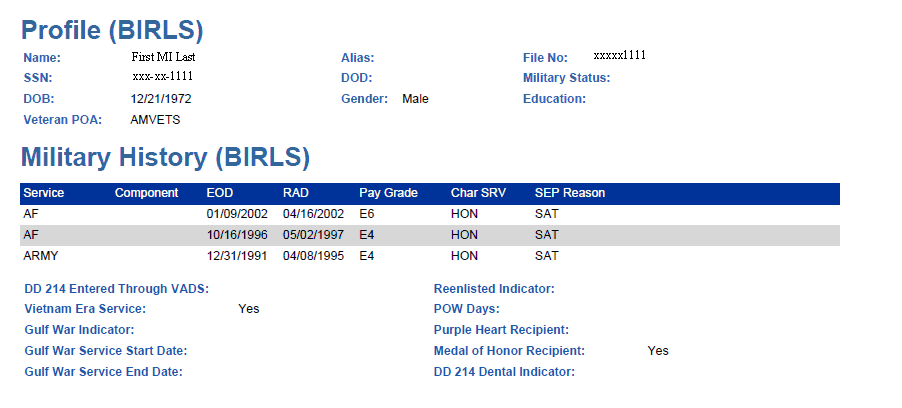 Profile (BIRLS)
Name: First MI Last Alias: File No: xxxxx1111
SSN: xxx-xx-1111 DOD: Military Status:
DOB: 12/21/1972 Gender: Male Education:
Veteran POA: AMVETS
Military History (BIRLS)
Service Component EOD RAD Pay Grade Char SRV SEP Reason
AF 01/09/2002 04/16/2002 E6 HON SAT
AF 10/16/1996 05/02/1997 E4 HON SAT
ARMY 12/31/1991 04/08/1995 E4 HON SAT
DD 214 Entered Through VADS: Reenlisted Indicator:
Vietnam Era Service: Yes POW Days:
Gulf War Indicator: Purple Heart Recipient:
Gulf War Service Start Date: Medal of Honor Recipient: Yes
Gulf War Service End Date: DD 214 Dental Indicator: